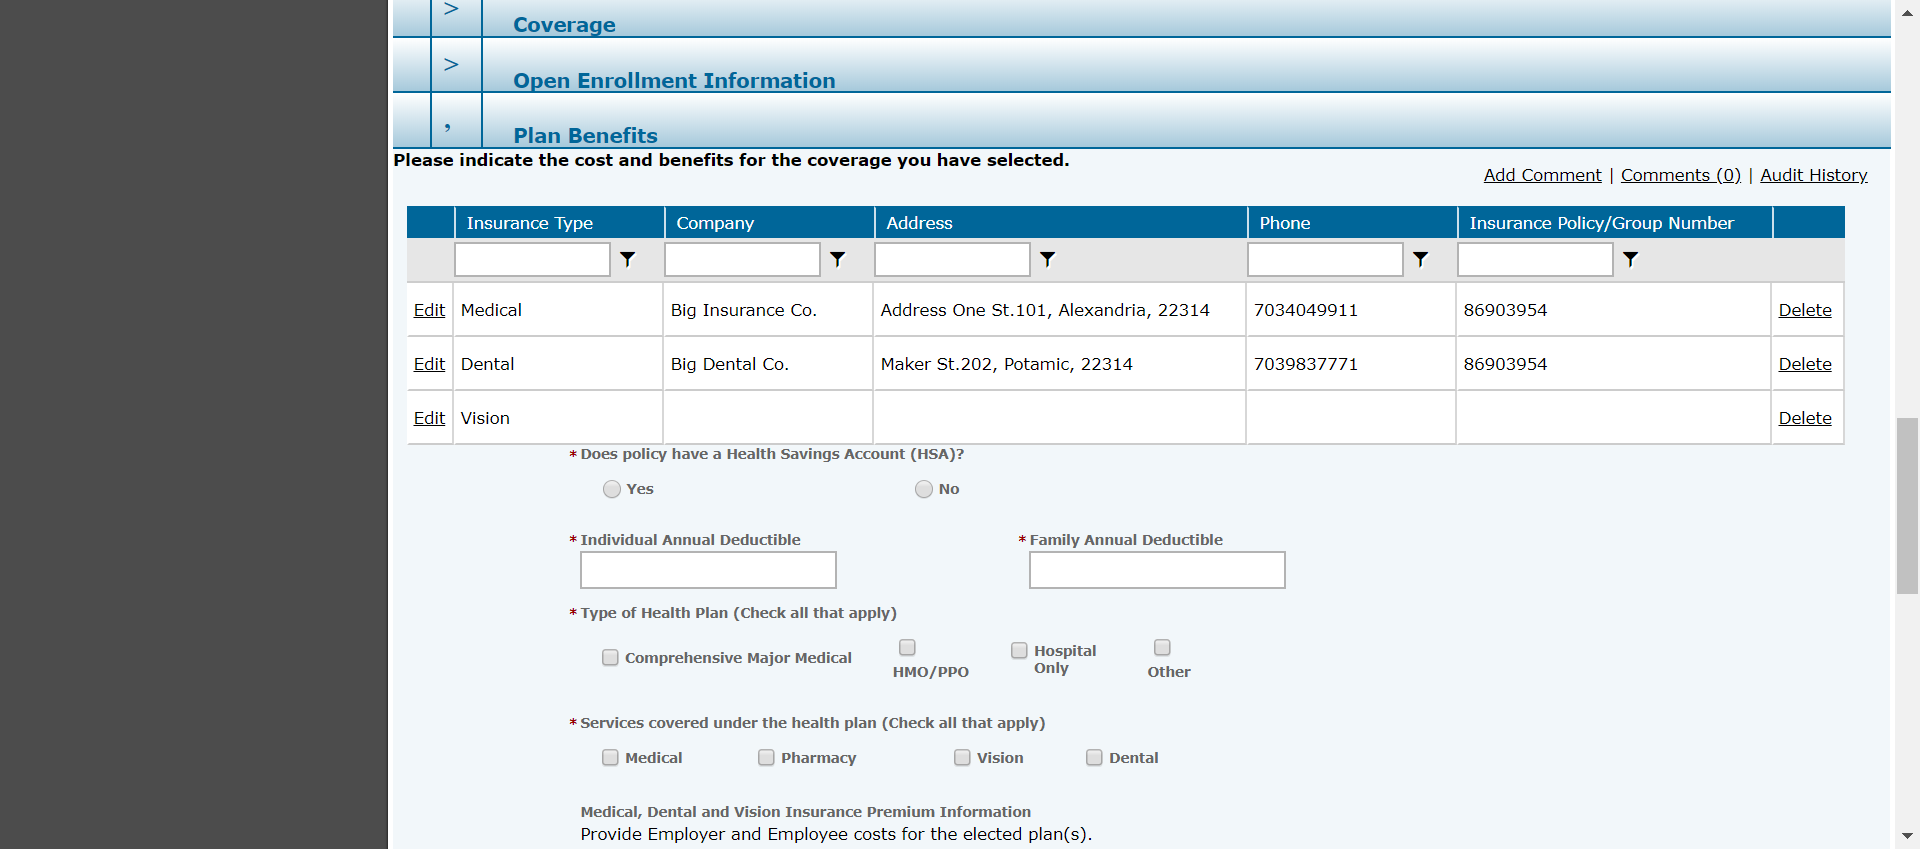 > Coverage
> Open Enrollment Information
, Plan Benefits
Please indicate the cost and benefits for the coverage you have selected.
Add Comment | Comments (0) | Audit History
Insurance Type Company Address Phone Insurance Policy/Group Number
Edit Medical Big Insurance Co. Address One St.101, Alexandria, 22314 7034049911 86903954 Delete
Edit Dental Big Dental Co. Maker St.202, Potamic, 22314 7039837771 86903954 Delete
Edit Vision Delete
* Does policy have a Health Savings Account (HSA)?
Yes No
* Individual Annual Deductible * Family Annual Deductible
* Type of Health Plan (Check all that apply)
Comprehensive Major Medical HMO/PPO Hospital Only Other
* Services covered under the health plan (Check all that apply)
Medical Pharmacy Vision Dental
Medical, Dental and Vision Insurance Premium Information
Provide Employer and Employee costs for the elected plan(s).